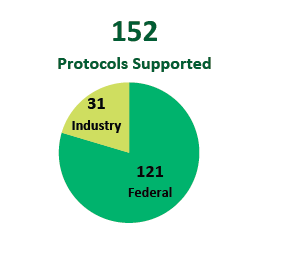 152
Protocols Supported
31
Industry
121
Federal